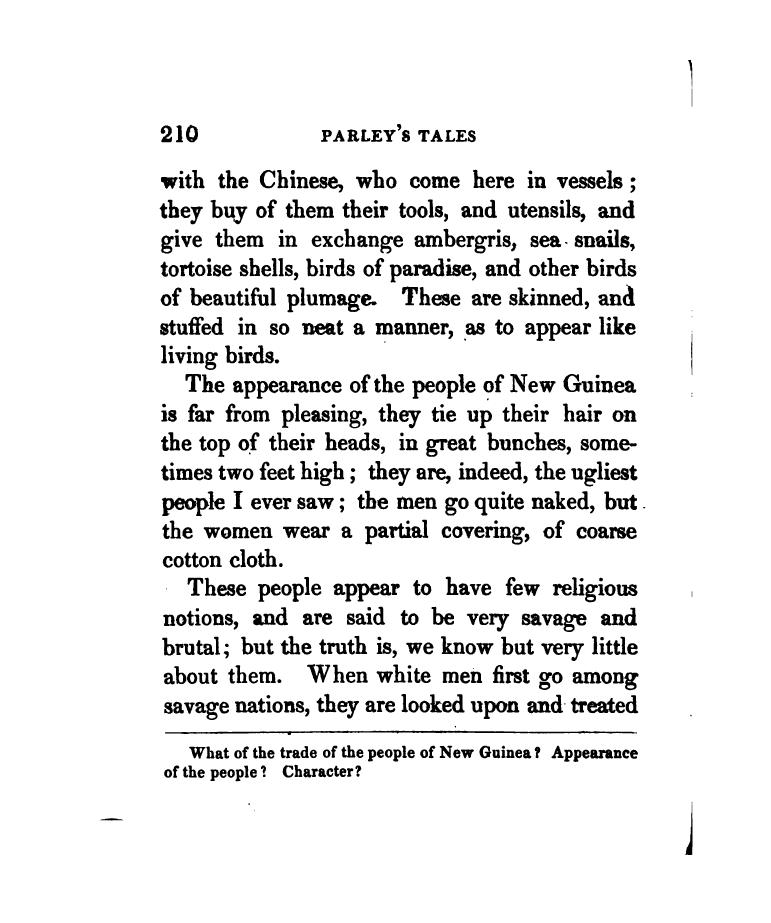 210 PARLEY'S TALES
with the Chinese, who come here in vessels ;
they buy of them their tools, and utensils, and
give them in exchange ambergris, sea snails,
tortoise shells, birds of paradise, and other birds
of beautiful plumage. These are skinned, and
stuffed in so neat a manner, as to appear like
living birds.
The appearance of the people of New Guinea
is far from pleasing, they tie up their hair on
the top of their heads, in great bunches, some-
times two feet high ; they are, indeed, the ugliest
people I ever saw ; the men go quite naked, but
the women wear a partial covering, of coarse
cotton cloth.
These people appear to have few religious
notions, and are said to be very savage and
brutal ; but the truth is, we know but very little
about them. When white men first go among
savage nations, they are looked upon and treated
What of the trade of the people of New Guinea? Appearance
of the people? Character?